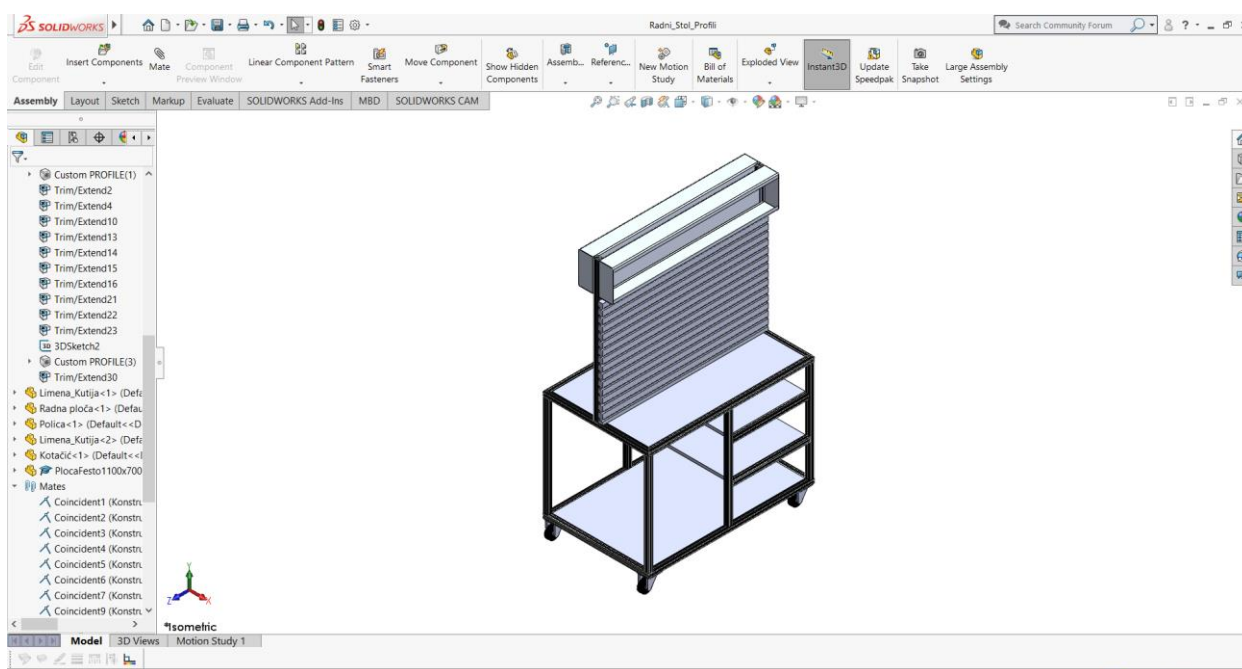 SOLIDWORKS
Radni_Stol_Profili
Search Community Forum
Edit Component
Insert Components
Mate
Component Preview Window
Linear Component Pattern
Smart Fasteners
Move Component
Show Hidden Components
Assemb...
Referenc...
New Motion Study
Bill of Materials
Exploded View
Instant3D
Update Speedpak
Take Snapshot
Large Assembly Settings
Assembly Layout Sketch Markup Evaluate SOLIDWORKS Add-Ins MBD SOLIDWORKS CAM
Custom PROFILE(1)
Trim/Extend2
Trim/Extend4
Trim/Extend10
Trim/Extend13
Trim/Extend14
Trim/Extend15
Trim/Extend16
Trim/Extend21
Trim/Extend22
Trim/Extend23
3DSketch2
Custom PROFILE(3)
Trim/Extend30
Limena_Kutija<1> (Defa
Radna ploča<1> (Defau
Polica<1> (Default<<D
Limena_Kutija<2> (Defa
Kotačić<1> (Default<<
PlocaFesto1100x700
Mates
Coincident1 (Konstru
Coincident2 (Konstru
Coincident3 (Konstru
Coincident4 (Konstru
Coincident5 (Konstru
Coincident6 (Konstru
Coincident7 (Konstru
Coincident9 (Konstru
Y
Z
X
*Isometric
Model 3D Views Motion Study 1